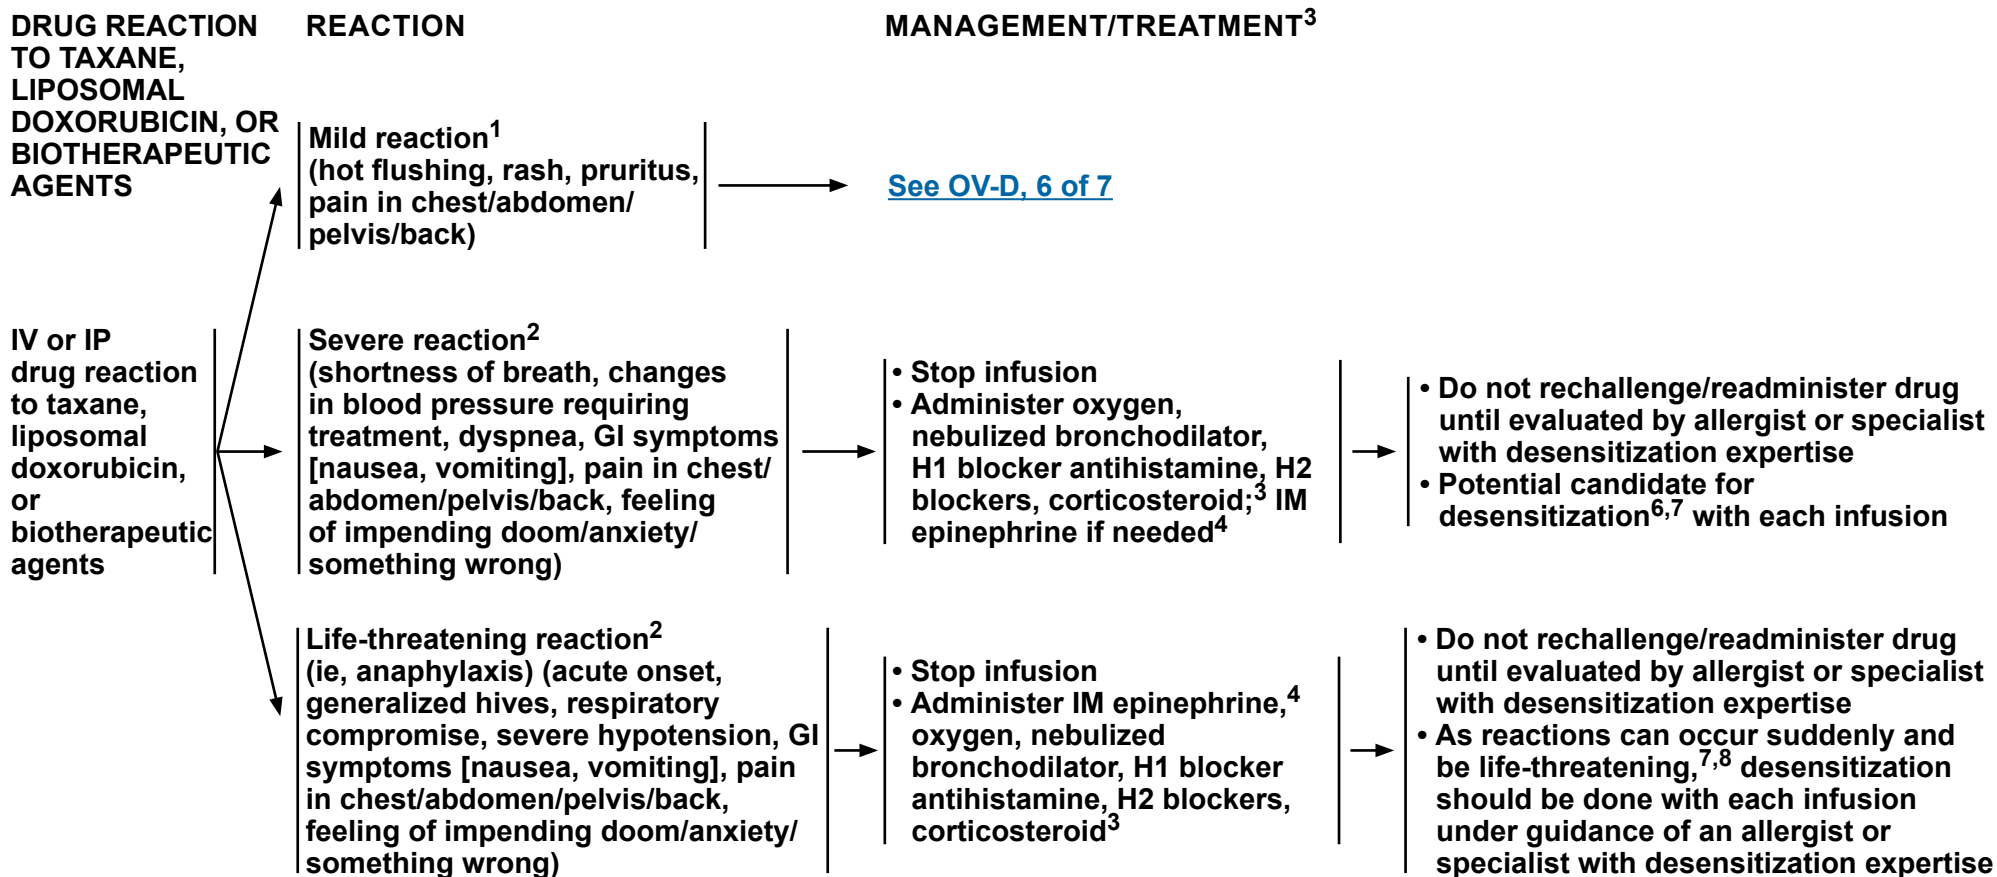 DRUG REACTION
TO TAXANE,
LIPOSOMAL
DOXORUBICIN, OR
BIOTHERAPEUTIC
AGENTS
REACTION
MANAGEMENT/TREATMENT3
Mild reaction1
(hot flushing, rash, pruritus,
pain in chest/abdomen/
pelvis/back)
See OV-D, 6 of 7
IV or IP
drug reaction
to taxane,
liposomal
doxorubicin,
or
biotherapeutic
agents
Severe reaction2
(shortness of breath, changes
in blood pressure requiring
treatment, dyspnea, GI symptoms
[nausea, vomiting], pain in chest/
abdomen/pelvis/back, feeling
of impending doom/anxiety/
something wrong)
• Stop infusion
• Administer oxygen,
nebulized bronchodilator,
H1 blocker antihistamine, H2
blockers, corticosteroid;3 IM
epinephrine if needed4
• Do not rechallenge/readminister drug
until evaluated by allergist or specialist
with desensitization expertise
• Potential candidate for
desensitization6,7 with each infusion
Life-threatening reaction2
(ie, anaphylaxis) (acute onset,
generalized hives, respiratory
compromise, severe hypotension, GI
symptoms [nausea, vomiting], pain
in chest/abdomen/pelvis/back,
feeling of impending doom/anxiety/
something wrong)
• Stop infusion
• Administer IM epinephrine,4
oxygen, nebulized
bronchodilator, H1 blocker
antihistamine, H2 blockers,
corticosteroid3
• Do not rechallenge/readminister drug
until evaluated by allergist or specialist
with desensitization expertise
• As reactions can occur suddenly and
be life-threatening,7,8 desensitization
should be done with each infusion
under guidance of an allergist or
specialist with desensitization expertise